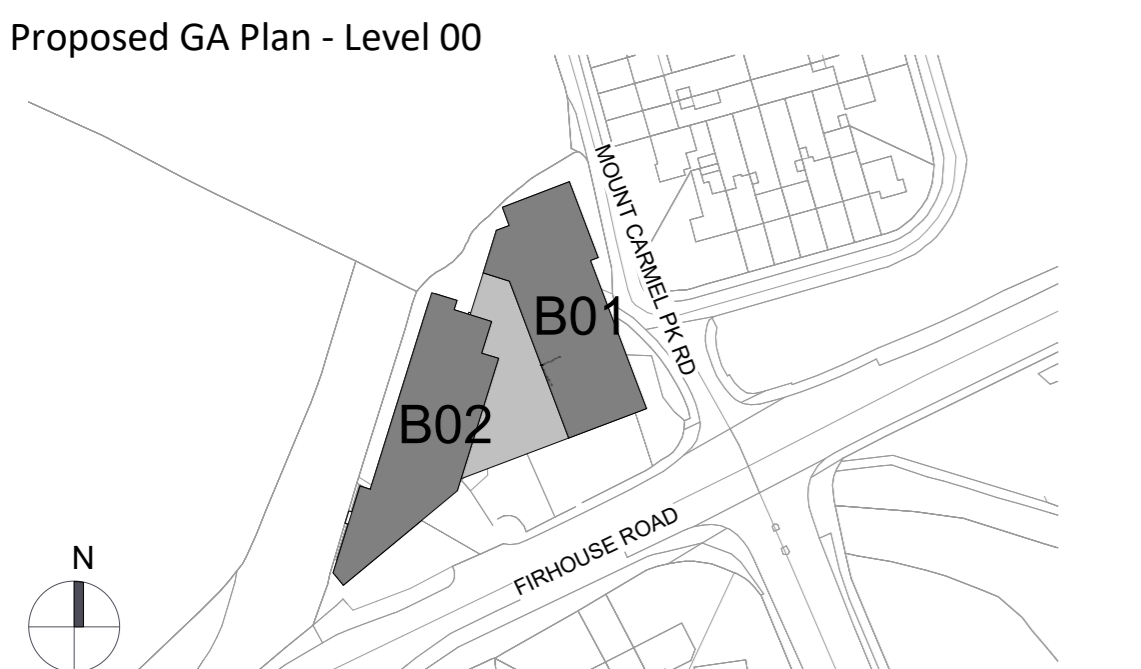 Proposed GA Plan - Level 00
MOUNT CARMEL PK RD
B01
B02
FIRHOUSE ROAD
N